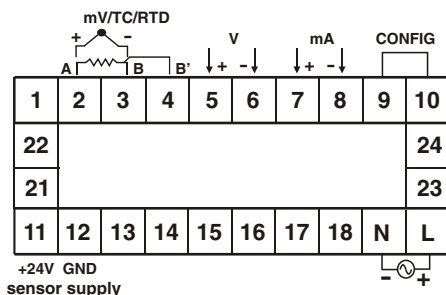 mV/TC/RTD
+ - V mA CONFIG
A B B' + - + -
1 2 3 4 5 6 7 8 9 10
22 24
21 23
11 12 13 14 15 16 17 18 N L
+24V GND - +
sensor supply